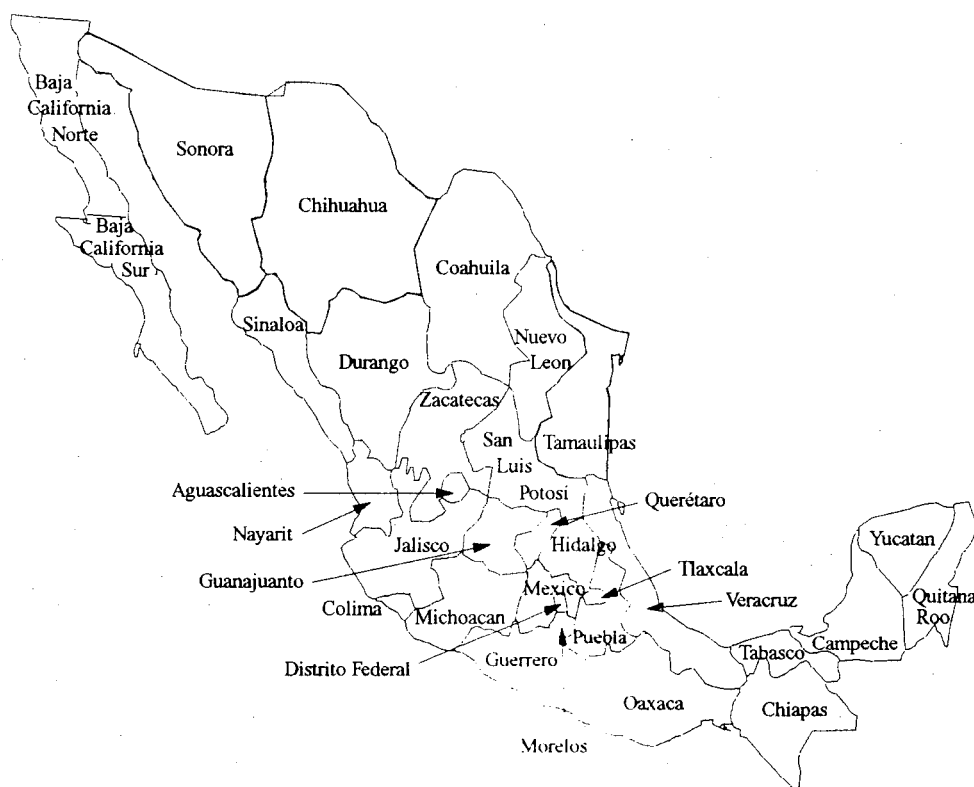 Baja
California
Norte
Sonora
Chihuahua
Baja
California
Sur
Coahuila
Sinaloa
Nuevo
Leon
Durango
Zacatecas
San
Luis
Potosi
Tamaulipas
Aguascalientes
Nayarit
Querétaro
Jalisco
Hidalgo
Yucatan
Guanajuanto
Tlaxcala
Mexico
Quitana
Roo
Colima
Michoacan
Veracruz
Puebla
Campeche
Tabasco
Distrito Federal
Guerrero
Oaxaca
Chiapas
Morelos